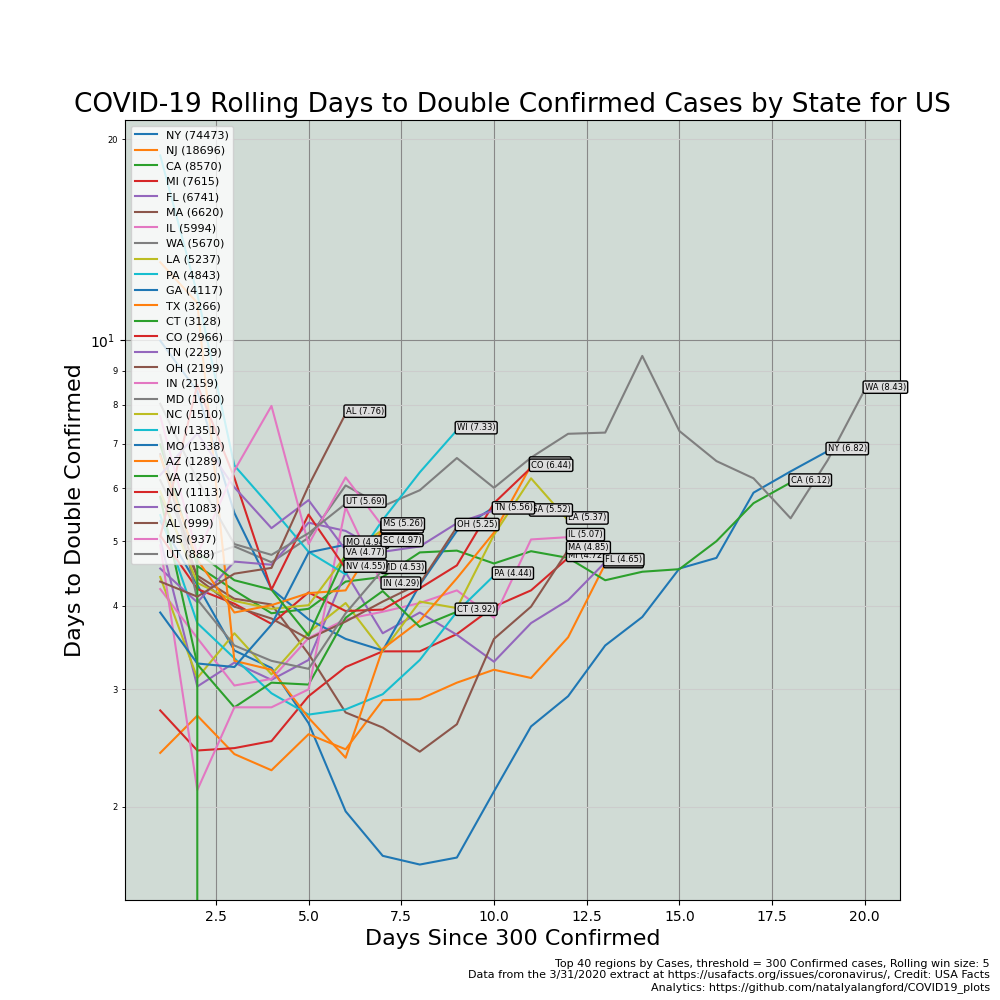 COVID-19 Rolling Days to Double Confirmed Cases by State for US
Days to Double Confirmed
20
10¹
9
8
7
6
5
4
3
2
NY (74473)
NJ (18696)
CA (8570)
MI (7615)
FL (6741)
MA (6620)
IL (5994)
WA (5670)
LA (5237)
PA (4843)
GA (4117)
TX (3266)
CT (3128)
CO (2966)
TN (2239)
OH (2199)
IN (2159)
MD (1660)
NC (1510)
WI (1351)
MO (1338)
AZ (1289)
VA (1250)
NV (1113)
SC (1083)
AL (999)
MS (937)
UT (888)
WA (8.43)
AL (7.76)
WI (7.33)
NY (6.82)
CO (6.44)
CA (6.12)
UT (5.69)
TN (5.56)
(5.52)
LA (5.37)
MS (5.26)
OH (5.25)
IL (5.07)
SC (4.97)
MO (4.9
MA (4.85)
VA (4.77)
MI (4.72)
FL (4.65)
NV (4.55)
MD (4.53)
PA (4.44)
IN (4.29)
CT (3.92)
2.5 5.0 7.5 10.0 12.5 15.0 17.5 20.0
Days Since 300 Confirmed
Top 40 regions by Cases, threshold = 300 Confirmed cases, Rolling win size: 5
Data from the 3/31/2020 extract at https://usafacts.org/issues/coronavirus/, Credit: USA Facts
Analytics: https://github.com/natalyalangford/COVID19_plots